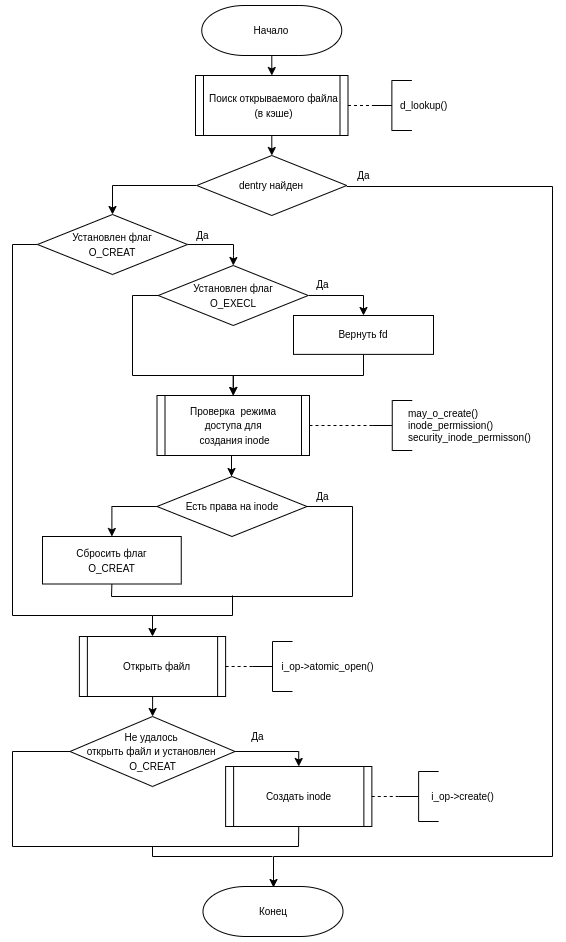 Начало
Поиск открываемого файла
(в кэше)
d_lookup()
dentry найден
Да
Установлен флаг
O_CREAT
Да
Установлен флаг
O_EXECL
Да
Вернуть fd
Проверка режима
доступа для
создания inode
may_o_create()
inode_permission()
security_inode_permisson()
Есть права на inode
Да
Сбросить флаг
O_CREAT
Открыть файл
i_op->atomic_open()
Не удалось
открыть файл и установлен
O_CREAT
Да
Создать inode
i_op->create()
Конец